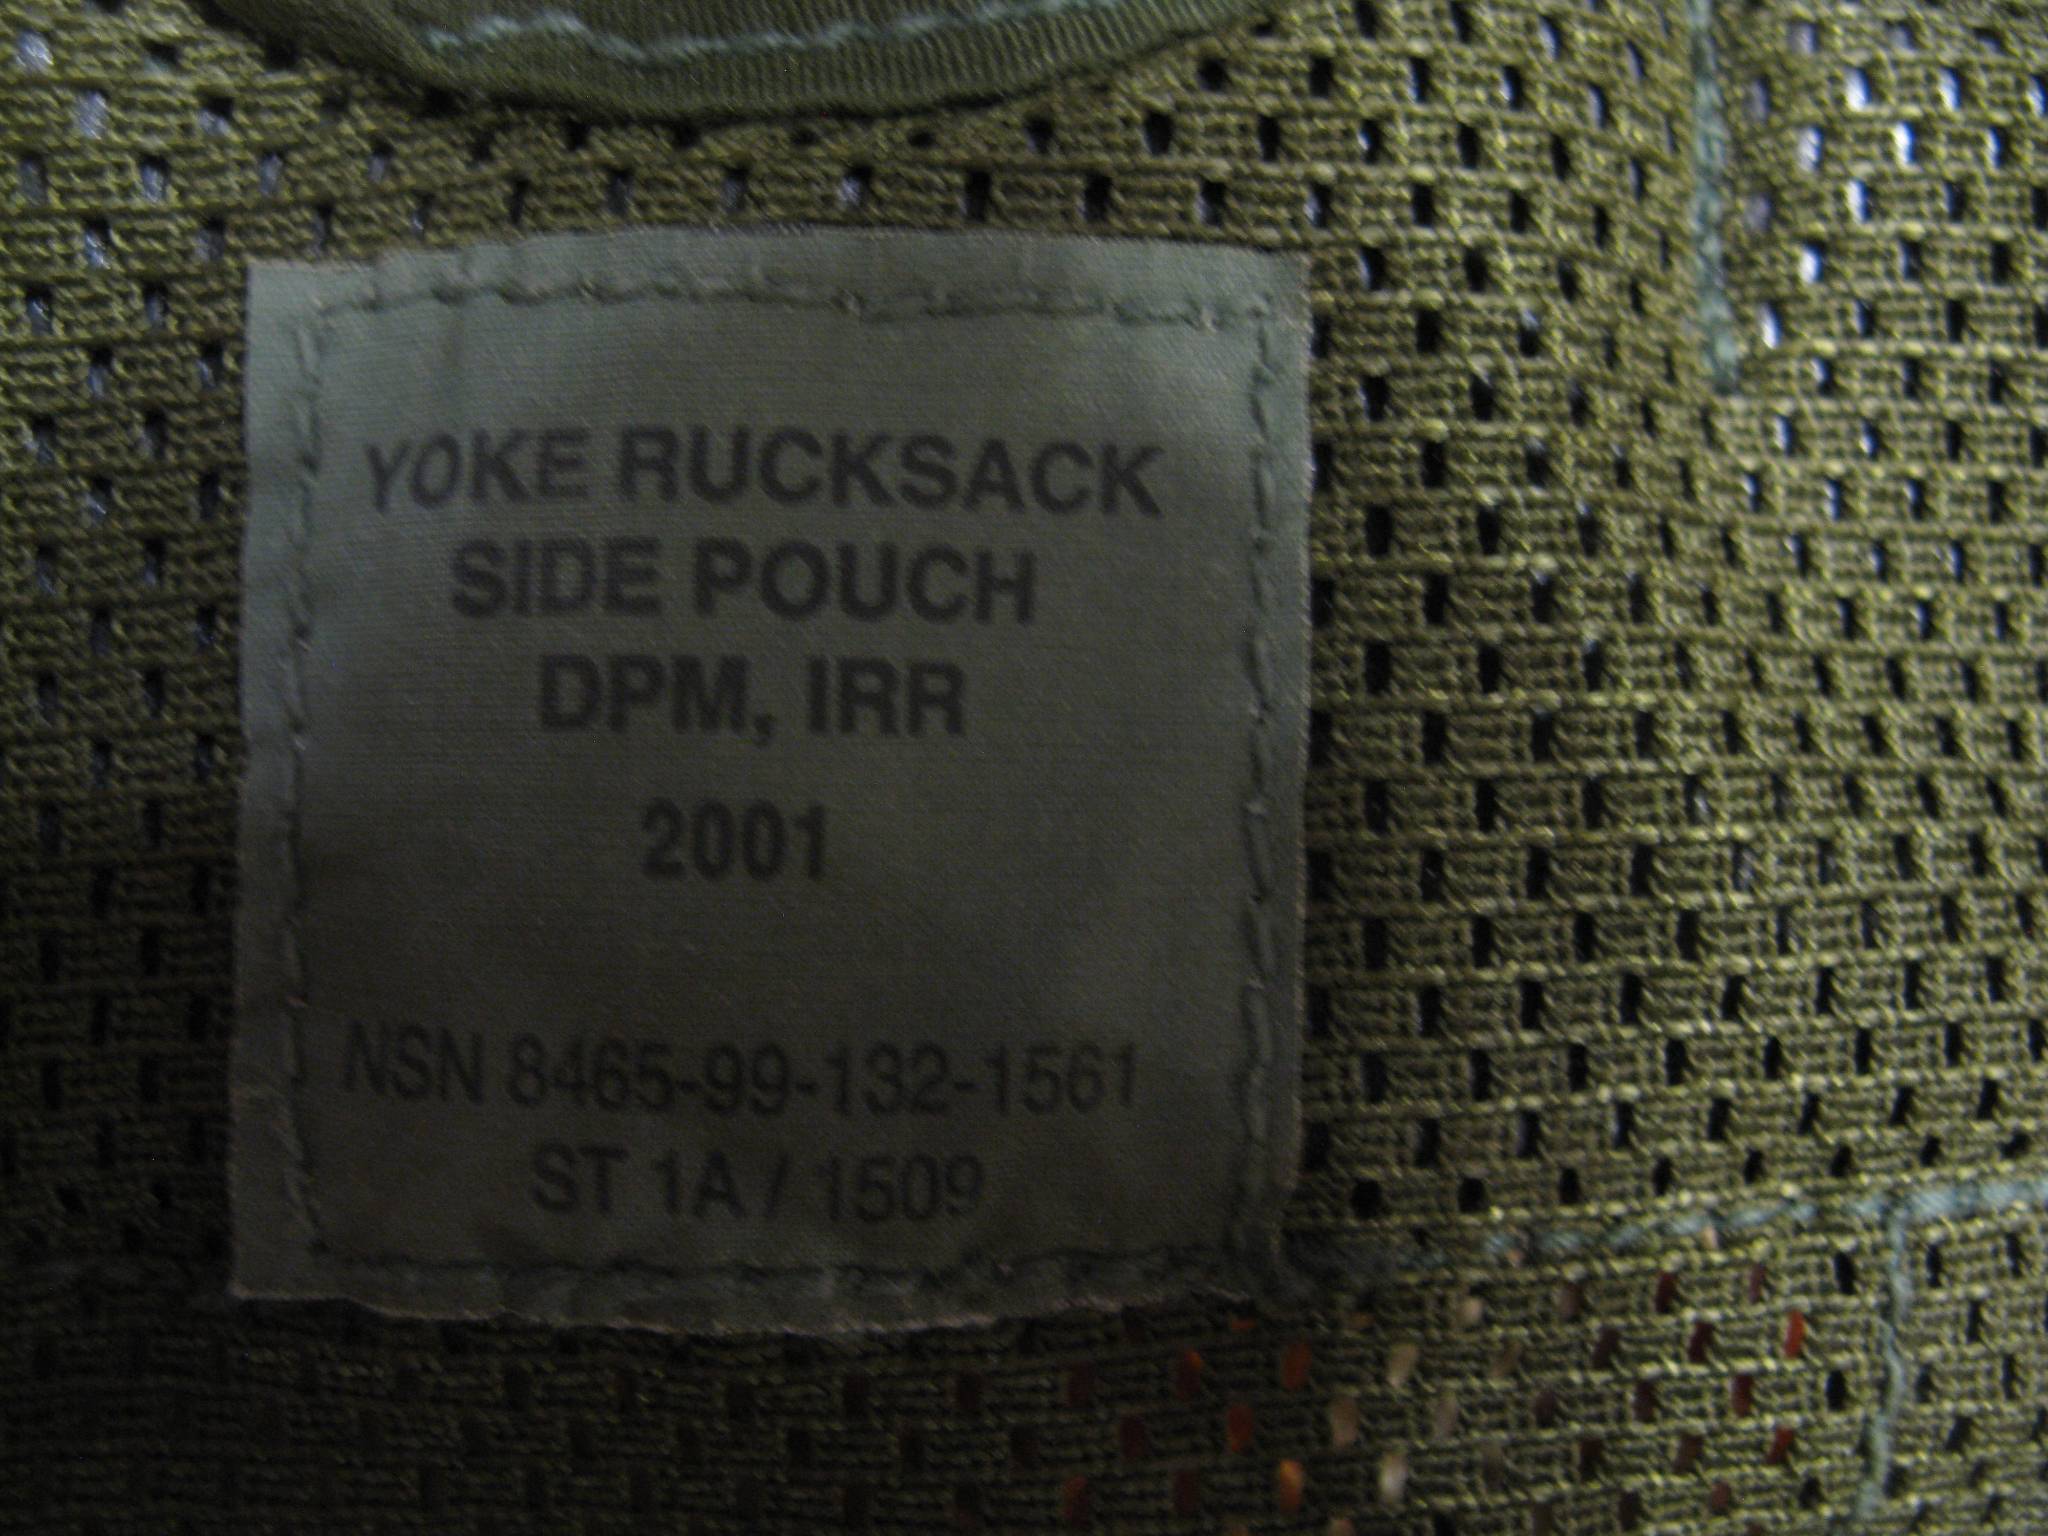 YOKE RUCKSACK
SIDE POUCH
DPM, IRR
2001
NSN 8465-99-132-1561
ST 1A / 1509